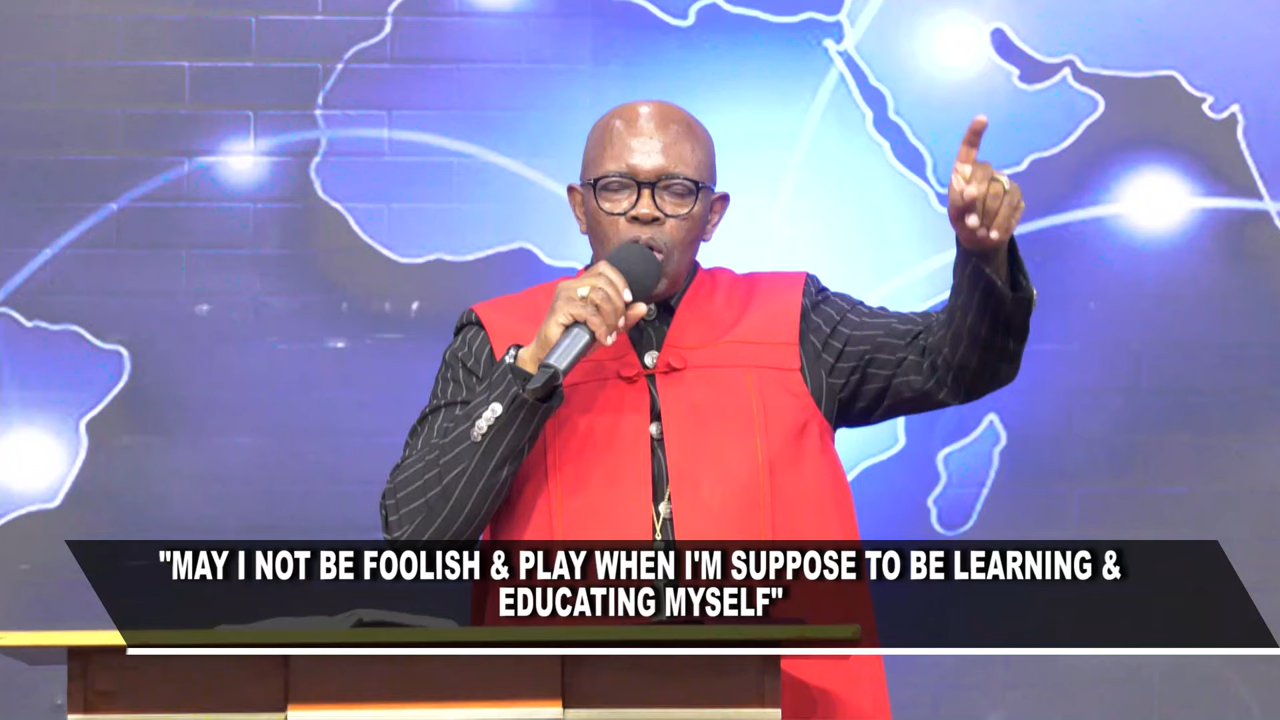 "MAY I NOT BE FOOLISH & PLAY WHEN I'M SUPPOSE TO BE LEARNING &
EDUCATING MYSELF"